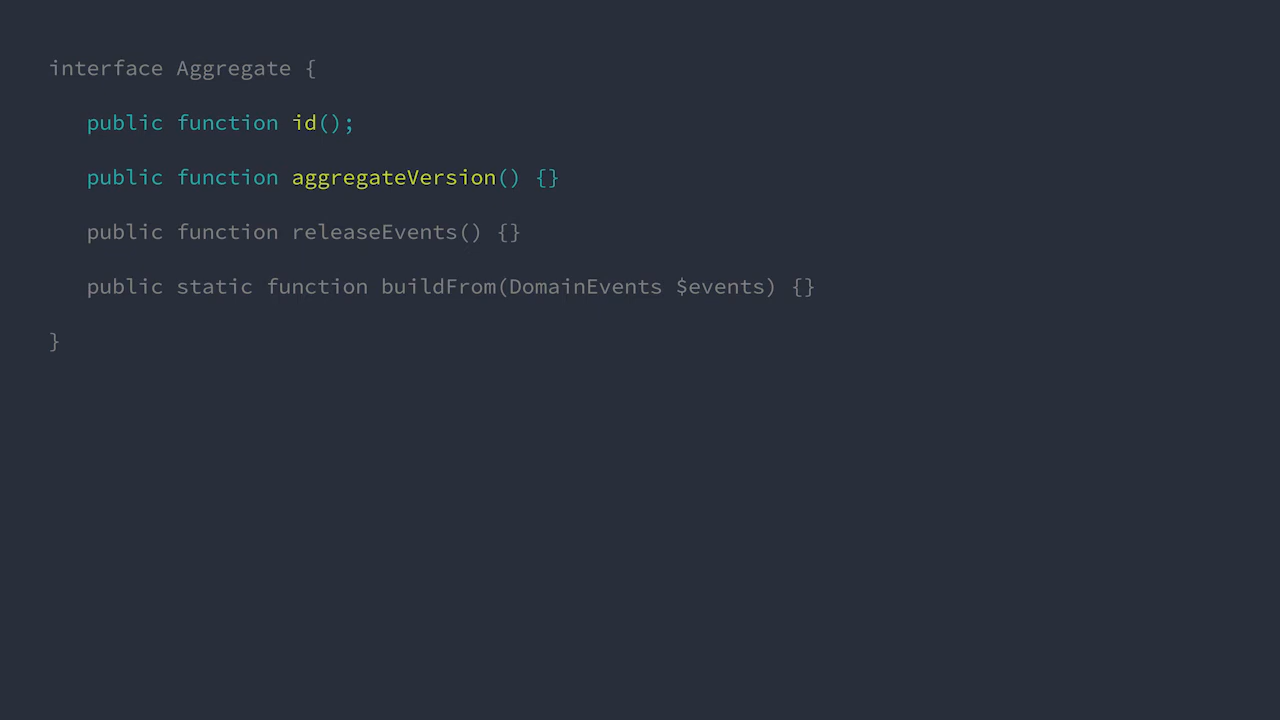 interface Aggregate {
public function id();
public function aggregateVersion() {}
public function releaseEvents() {}
public static function buildFrom(DomainEvents $events) {}
}